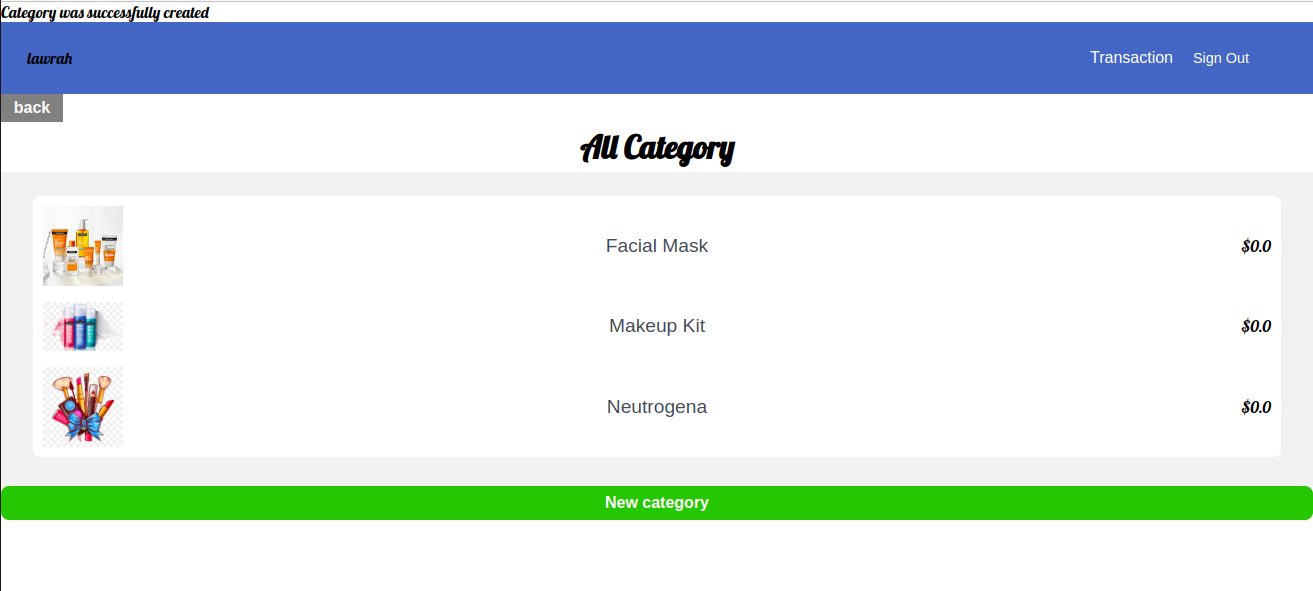 Category was successfully created
lawrah
Transaction
Sign Out
back
All Category
Facial Mask
$0.0
Makeup Kit
$0.0
Neutrogena
$0.0
New category